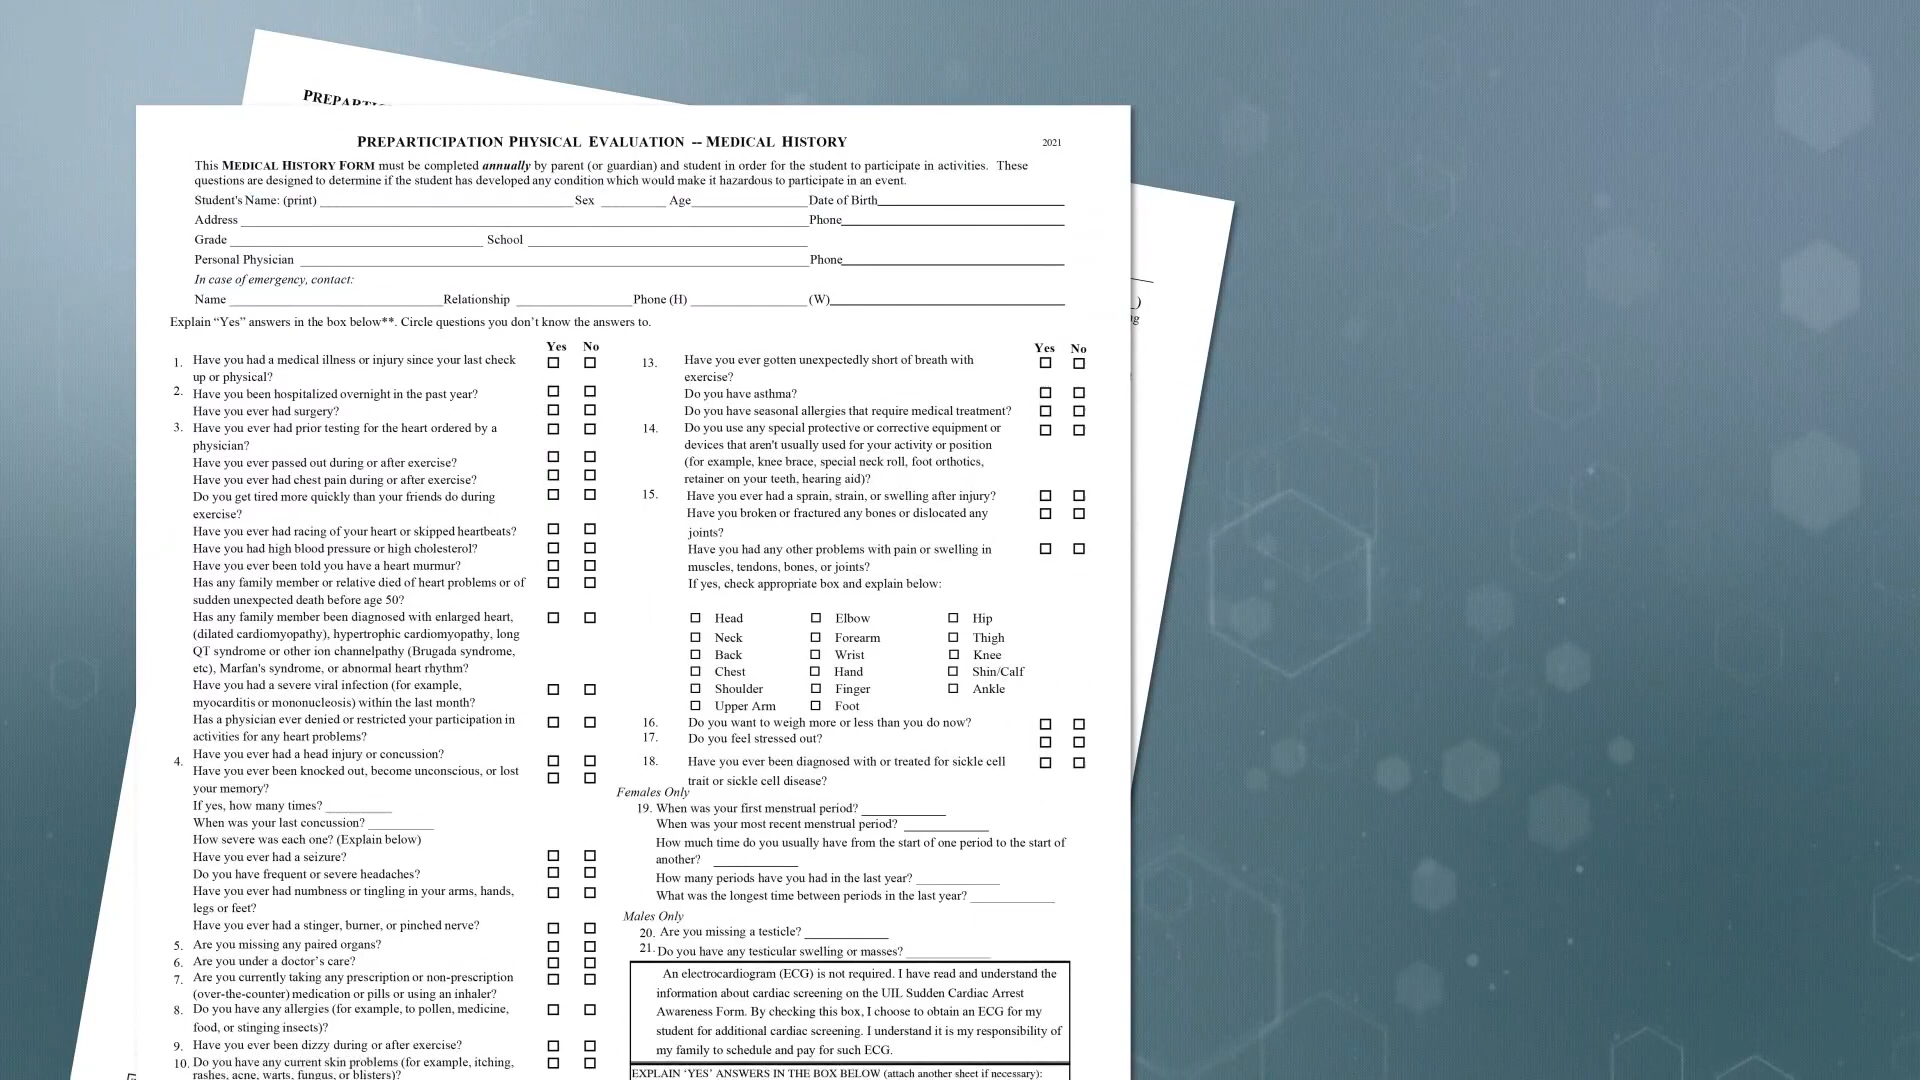 PREPARTICIPATION PHYSICAL EVALUATION -- MEDICAL HISTORY
2021
This MEDICAL HISTORY FORM must be completed annually by parent (or guardian) and student in order for the student to participate in activities. These
questions are designed to determine if the student has developed any condition which would make it hazardous to participate in an event.
Student's Name: (print) ____ Sex ____ Age ____ Date of Birth ____
Address ____ Phone ____
Grade ____ School ____
Personal Physician ____ Phone ____
In case of emergency, contact:
Name ____ Relationship ____ Phone (H) ____ (W) ____
Explain “Yes” answers in the box below**. Circle questions you don’t know the answers to.
Yes No
1. Have you had a medical illness or injury since your last check
up or physical?
2. Have you been hospitalized overnight in the past year?
Have you ever had surgery?
3. Have you ever had prior testing for the heart ordered by a
physician?
Have you ever passed out during or after exercise?
Have you ever had chest pain during or after exercise?
Do you get tired more quickly than your friends do during
exercise?
Have you ever had racing of your heart or skipped heartbeats?
Have you had high blood pressure or high cholesterol?
Have you ever been told you have a heart murmur?
Has any family member or relative died of heart problems or of
sudden unexpected death before age 50?
Has any family member been diagnosed with enlarged heart,
(dilated cardiomyopathy), hypertrophic cardiomyopathy, long
QT syndrome or other ion channelpathy (Brugada syndrome,
etc), Marfan's syndrome, or abnormal heart rhythm?
Have you had a severe viral infection (for example,
myocarditis or mononucleosis) within the last month?
Has a physician ever denied or restricted your participation in
activities for any heart problems?
4. Have you ever had a head injury or concussion?
Have you ever been knocked out, become unconscious, or lost
your memory?
If yes, how many times? ____
When was your last concussion? ____
How severe was each one? (Explain below)
Have you ever had a seizure?
Do you have frequent or severe headaches?
Have you ever had numbness or tingling in your arms, hands,
legs or feet?
Have you ever had a stinger, burner, or pinched nerve?
5. Are you missing any paired organs?
6. Are you under a doctor’s care?
7. Are you currently taking any prescription or non-prescription
(over-the-counter) medication or pills or using an inhaler?
8. Do you have any allergies (for example, to pollen, medicine,
food, or stinging insects)?
9. Have you ever been dizzy during or after exercise?
10. Do you have any current skin problems (for example, itching,
rashes, acne, warts, fungus, or blisters)?
Yes No
13. Have you ever gotten unexpectedly short of breath with
exercise?
Do you have asthma?
Do you have seasonal allergies that require medical treatment?
14. Do you use any special protective or corrective equipment or
devices that aren't usually used for your activity or position
(for example, knee brace, special neck roll, foot orthotics,
retainer on your teeth, hearing aid)?
15. Have you ever had a sprain, strain, or swelling after injury?
Have you broken or fractured any bones or dislocated any
joints?
Have you had any other problems with pain or swelling in
muscles, tendons, bones, or joints?
If yes, check appropriate box and explain below:
Head Elbow Hip
Neck Forearm Thigh
Back Wrist Knee
Chest Hand Shin/Calf
Shoulder Finger Ankle
Upper Arm Foot
16. Do you want to weigh more or less than you do now?
17. Do you feel stressed out?
18. Have you ever been diagnosed with or treated for sickle cell
trait or sickle cell disease?
Females Only
19. When was your first menstrual period? ____
When was your most recent menstrual period? ____
How much time do you usually have from the start of one period to the start of
another? ____
How many periods have you had in the last year? ____
What was the longest time between periods in the last year? ____
Males Only
20. Are you missing a testicle? ____
21. Do you have any testicular swelling or masses? ____
An electrocardiogram (ECG) is not required. I have read and understand the
information about cardiac screening on the UIL Sudden Cardiac Arrest
Awareness Form. By checking this box, I choose to obtain an ECG for my
student for additional cardiac screening. I understand it is my responsibility of
my family to schedule and pay for such ECG.
EXPLAIN ‘YES’ ANSWERS IN THE BOX BELOW (attach another sheet if necessary):